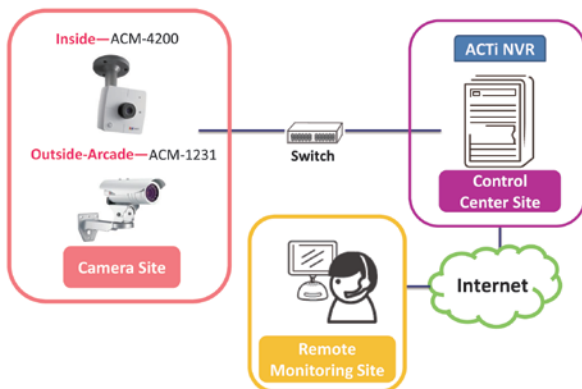 Inside—ACM-4200
Outside-Arcade—ACM-1231
Camera Site
Switch
ACTi NVR
Control
Center Site
Internet
Remote
Monitoring Site